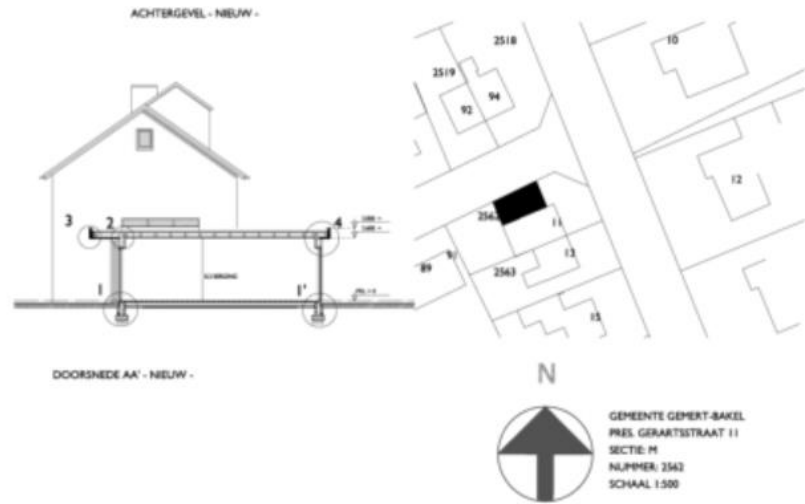 ACHTERGEVEL - NIEUW -
3
2
4
1
1'
DOORSNEDE AA' - NIEUW -
2518
2519
94
92
10
12
11
13
91
89
2563
15
N
GEMEENTE GEMERT-BAKEL
PRES. GERARTSSTRAAT 11
SECTIE: M
NUMMER: 2562
SCHAAL 1:500